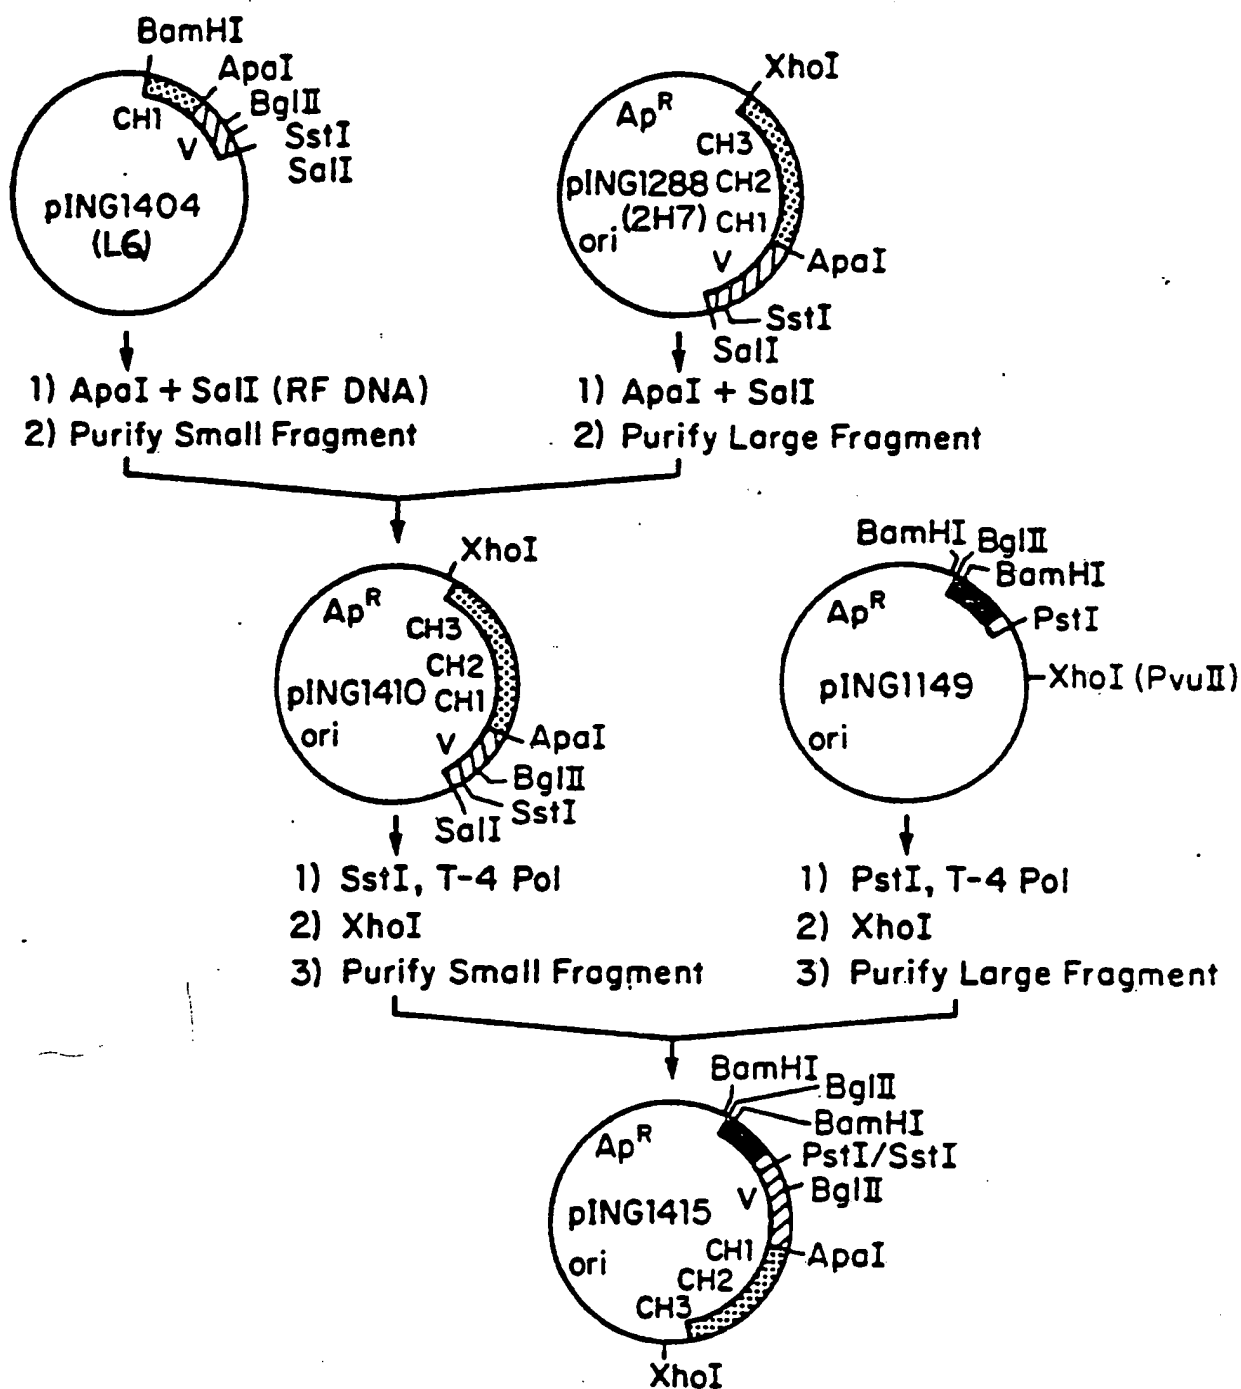 BamHI
ApaI
BglII
SstI
SalI
CH1
V
pING1404
(L6)
XhoI
Ap^R
CH3
pING1288 CH2
(2H7) CH1
ori
V
ApaI
SstI
SalI
1) ApaI + SalI (RF DNA)
2) Purify Small Fragment
1) ApaI + SalI
2) Purify Large Fragment
XhoI
Ap^R
CH3
CH2
pING1410 CH1
ori
V
ApaI
BglII
SstI
SalI
BamHI
BglII
BamHI
Ap^R
PstI
XhoI (PvuII)
pING1149
ori
1) SstI, T-4 Pol
2) XhoI
3) Purify Small Fragment
1) PstI, T-4 Pol
2) XhoI
3) Purify Large Fragment
BamHI
BglII
BamHI
Ap^R
PstI/SstI
V
BglII
pING1415
CH1
ApaI
ori
CH2
CH3
XhoI